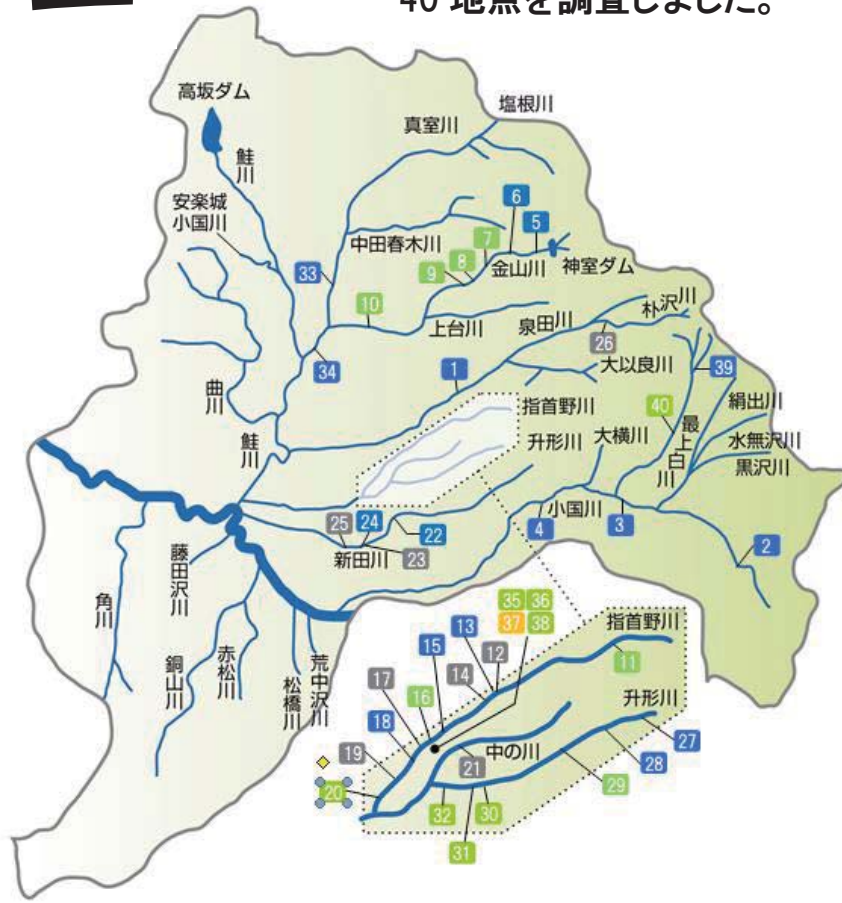 40 地点を調査しました。
高坂ダム
鮭川
塩根川
真室川
安楽城
小国川
6
5
中田春木川
7
8
9
金山川
神室ダム
33
10
上台川
泉田川
朴沢川
26
34
1
大以良川
39
曲川
指首野川
40
絹出川
鮭川
升形川
大横川
最上白川
水無沢川
黒沢川
25
24
22
新田川
23
小国川
4
3
2
藤田沢川
角川
銅山川
赤松川
松橋川
荒中沢川
35
36
37
38
指首野川
13
15
12
14
11
17
16
升形川
18
中の川
27
19
21
28
20
29
32
30
31